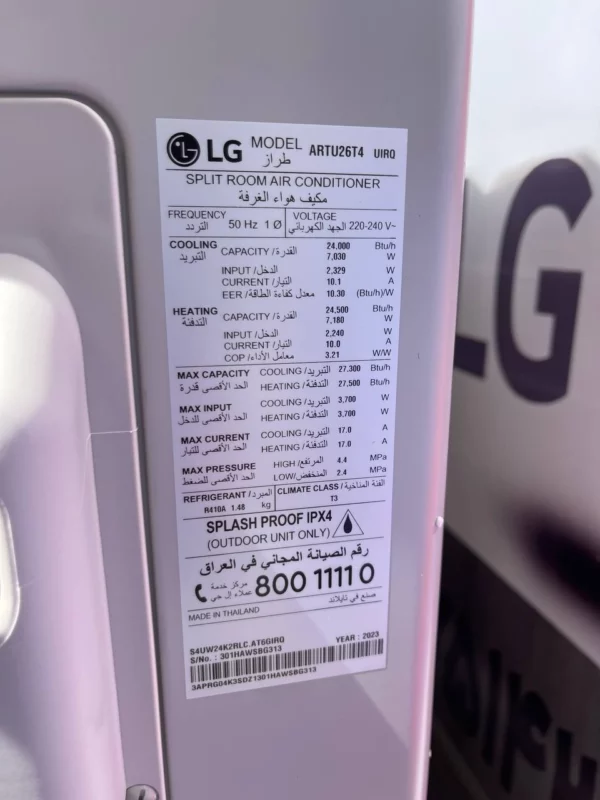 LG MODEL طراز ARTU26T4 UIRQ
SPLIT ROOM AIR CONDITIONER
مكيف هواء الغرفة
FREQUENCY التردد 50 Hz 1 Ø VOLTAGE الجهد الكهربائي 220-240 V~
COOLING التبريد CAPACITY / القدرة 24,000 Btu/h
7,030 W
INPUT / الدخل 2,329 W
CURRENT / التيار 10.1 A
EER / معدل كفاءة الطاقة 10.30 (Btu/h)/W
HEATING التدفئة CAPACITY / القدرة 24,500 Btu/h
7,180 W
INPUT / الدخل 2,240 W
CURRENT / التيار 10.0 A
COP / معامل الأداء 3.21 W/W
MAX CAPACITY COOLING / التبريد 27,300 Btu/h
الحد الأقصى قدرة HEATING / التدفئة 27,500 Btu/h
MAX INPUT COOLING / التبريد 3,700 W
الحد الأقصى للدخل HEATING / التدفئة 3,700 W
MAX CURRENT COOLING / التبريد 17.0 A
الحد الأقصى للتيار HEATING / التدفئة 17.0 A
MAX PRESSURE HIGH / المرتفع 4.4 MPa
الحد الأقصى للضغط LOW / المنخفض 2.4 MPa
REFRIGERANT / المبرد CLIMATE CLASS / الفئة المناخية
R410A 1.48 kg T3
SPLASH PROOF IPX4
(OUTDOOR UNIT ONLY)
رقم الصيانة المجاني في العراق
مركز خدمة عملاء ال جي 800 1111 0
MADE IN THAILAND صنع في تايلاند
S4UW24K2RLC.AT6GIRQ YEAR : 2023
S/No. : 301HAWSBG313
3APRG04K3SDZ1301HAWSBG313
LG